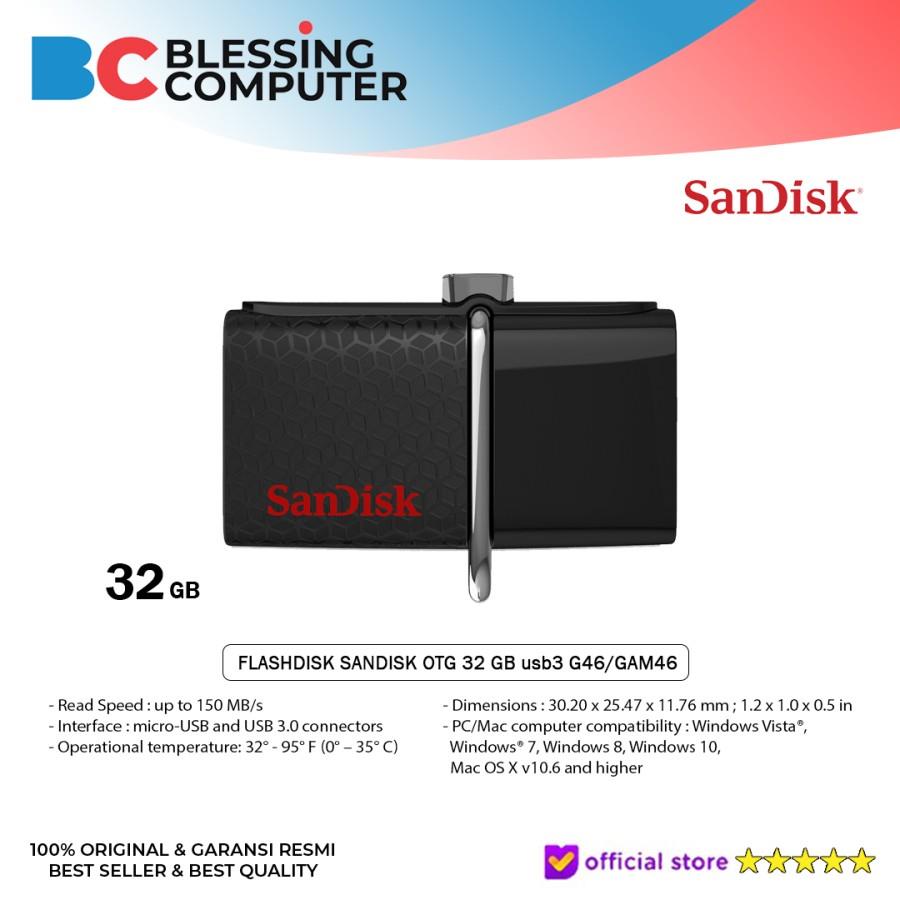 BC BLESSING
COMPUTER
SanDisk®
SanDisk
32 GB
FLASHDISK SANDISK OTG 32 GB usb3 G46/GAM46
- Read Speed : up to 150 MB/s
- Interface : micro-USB and USB 3.0 connectors
- Operational temperature: 32° - 95° F (0° – 35° C)
- Dimensions : 30.20 x 25.47 x 11.76 mm ; 1.2 x 1.0 x 0.5 in
- PC/Mac computer compatibility : Windows Vista®,
Windows® 7, Windows 8, Windows 10,
Mac OS X v10.6 and higher
100% ORIGINAL & GARANSI RESMI
BEST SELLER & BEST QUALITY
official store